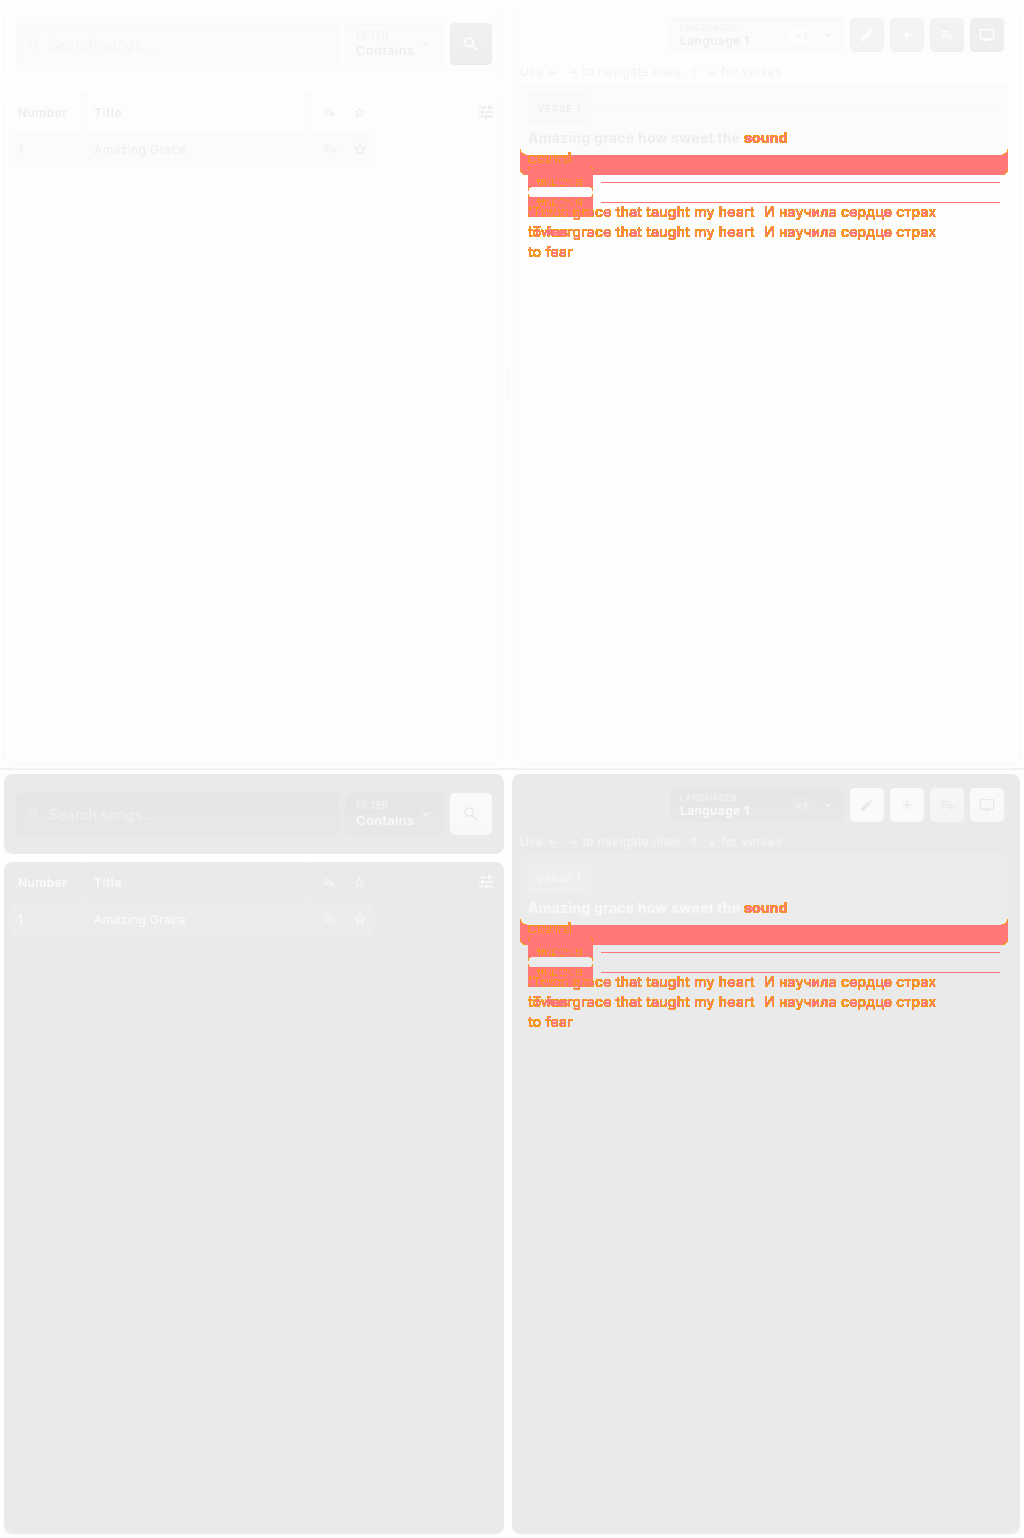 Search songs...
FILTER
Contains
LANGUAGES
Language 1
+1
Use ← → to navigate lines, ↑ ↓ for verses
Number Title
1 Amazing Grace
VERSE 1
Amazing grace how sweet the sound
grace that taught my heart И научила сердце страх
grace that taught my heart И научила сердце страх
to fear
Search songs...
FILTER
Contains
LANGUAGES
Language 1
+1
Use ← → to navigate lines, ↑ ↓ for verses
Number Title
1 Amazing Grace
VERSE 1
Amazing grace how sweet the sound
grace that taught my heart И научила сердце страх
grace that taught my heart И научила сердце страх
to fear